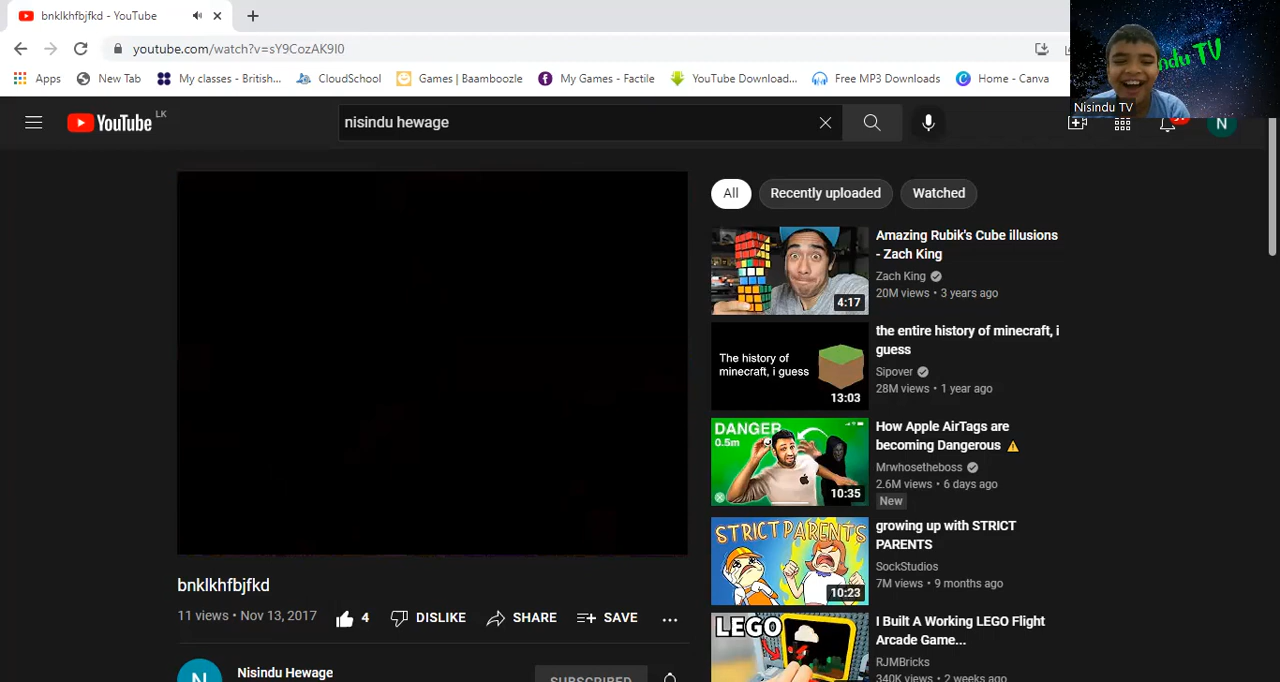 bnklkhfbjfkd - YouTube
youtube.com/watch?v=sY9CozAK9I0
Apps New Tab My classes - British... CloudSchool Games | Baamboozle My Games - Factile YouTube Download... Free MP3 Downloads Home - Canva
ndu TV
Nisindu TV
YouTube LK
nisindu hewage
N
All Recently uploaded Watched
Amazing Rubik's Cube illusions
- Zach King
Zach King
20M views • 3 years ago
4:17
the entire history of minecraft, i
guess
Sipover
28M views • 1 year ago
The history of
minecraft, i guess
13:03
How Apple AirTags are
becoming Dangerous
Mrwhosetheboss
2.6M views • 6 days ago
New
DANGER
0.5m
10:35
growing up with STRICT
PARENTS
SockStudios
7M views • 9 months ago
STRICT PARENTS
10:23
I Built A Working LEGO Flight
Arcade Game...
RJMBricks
340K views • 2 weeks ago
LEGO
bnklkhfbjfkd
11 views • Nov 13, 2017
4 DISLIKE SHARE SAVE ...
N
Nisindu Hewage
SUBSCRIBED